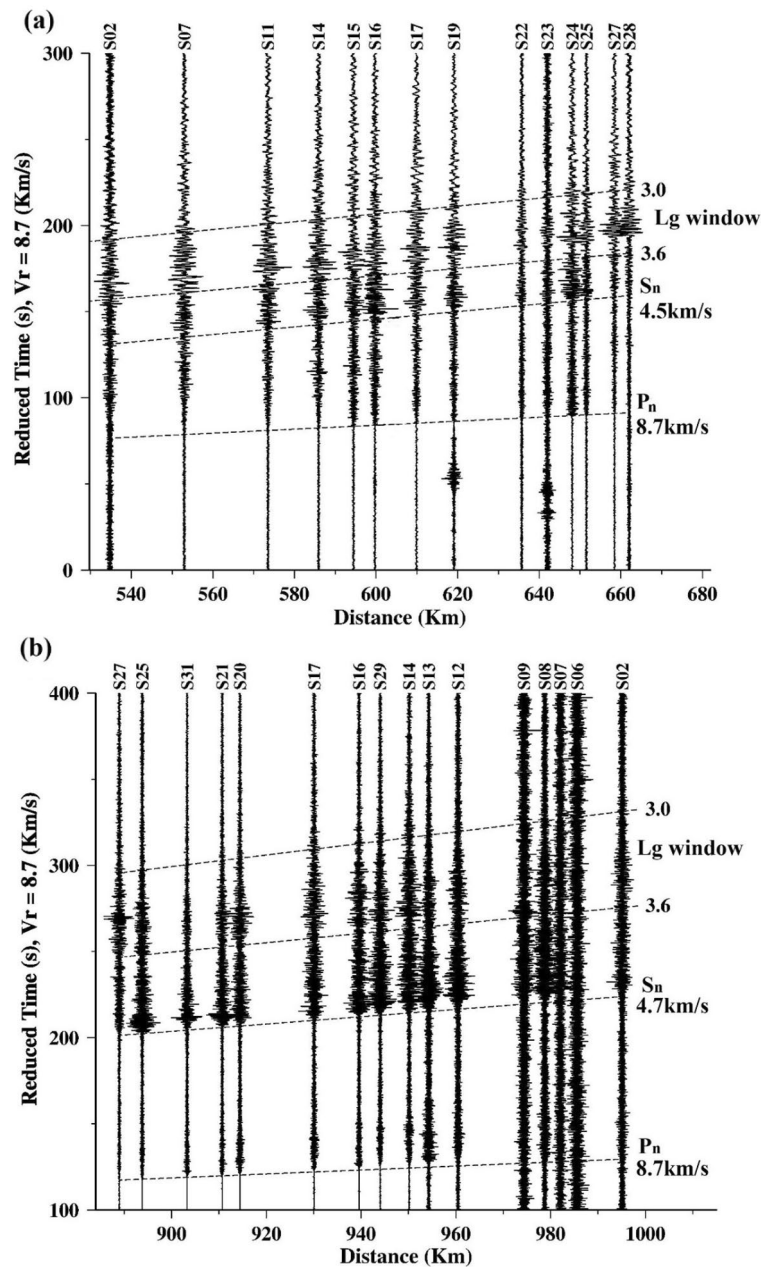 (a)
S02 S07 S11 S14 S15 S16 S17 S19 S22 S23 S24 S25 S27 S28
300
200
100
0
Reduced Time (s), Vr = 8.7 (Km/s)
3.0
Lg window
3.6
Sn
4.5km/s
Pn
8.7km/s
540 560 580 600 620 640 660 680
Distance (Km)
(b)
S27 S25 S31 S21 S20 S17 S16 S29 S14 S13 S12 S09 S08 S07 S06 S02
400
300
200
100
Reduced Time (s), Vr = 8.7 (Km/s)
3.0
Lg window
3.6
Sn
4.7km/s
Pn
8.7km/s
900 920 940 960 980 1000
Distance (Km)